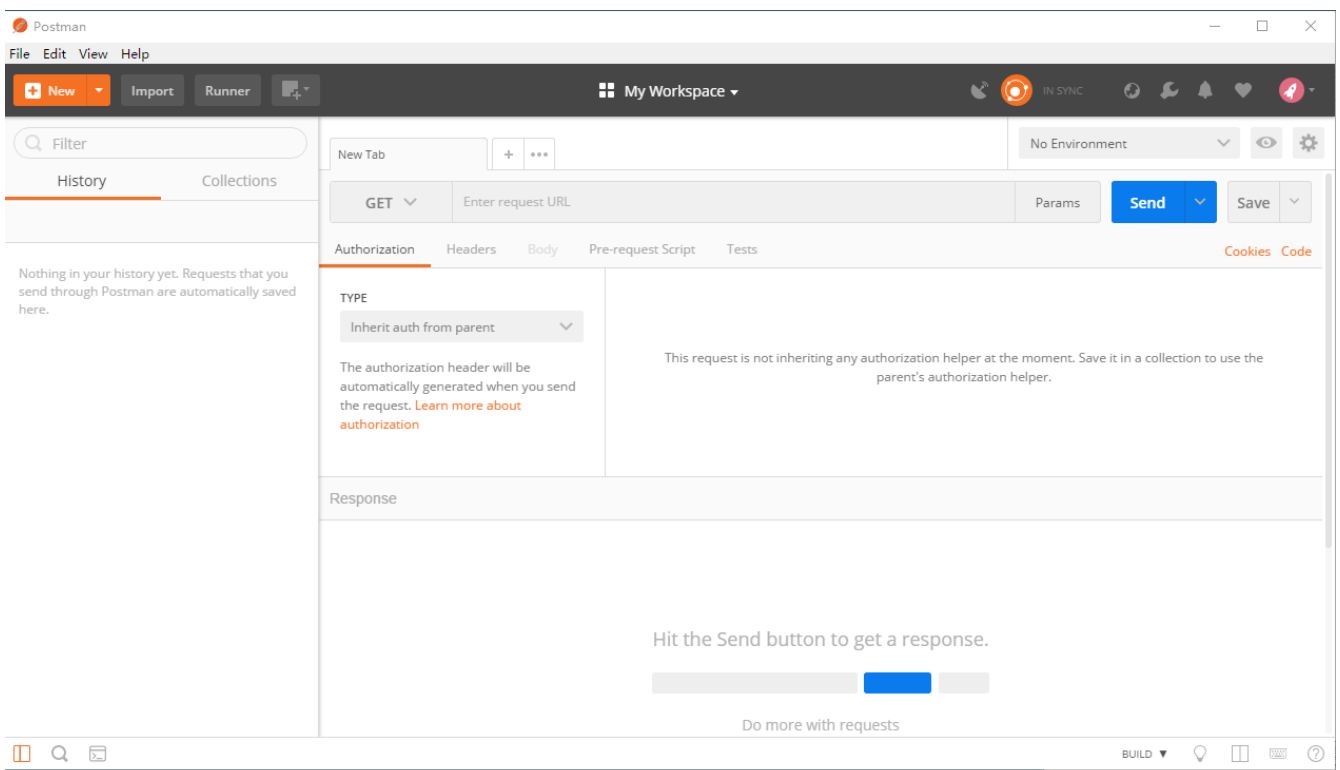 Postman
File Edit View Help
New Import Runner My Workspace IN SYNC
Filter
History Collections
Nothing in your history yet. Requests that you
send through Postman are automatically saved
here.
New Tab + ••• No Environment
GET Enter request URL Params Send Save
Authorization Headers Body Pre-request Script Tests Cookies Code
TYPE
Inherit auth from parent
The authorization header will be
automatically generated when you send
the request. Learn more about
authorization
This request is not inheriting any authorization helper at the moment. Save it in a collection to use the
parent's authorization helper.
Response
Hit the Send button to get a response.
Do more with requests
BUILD ▼